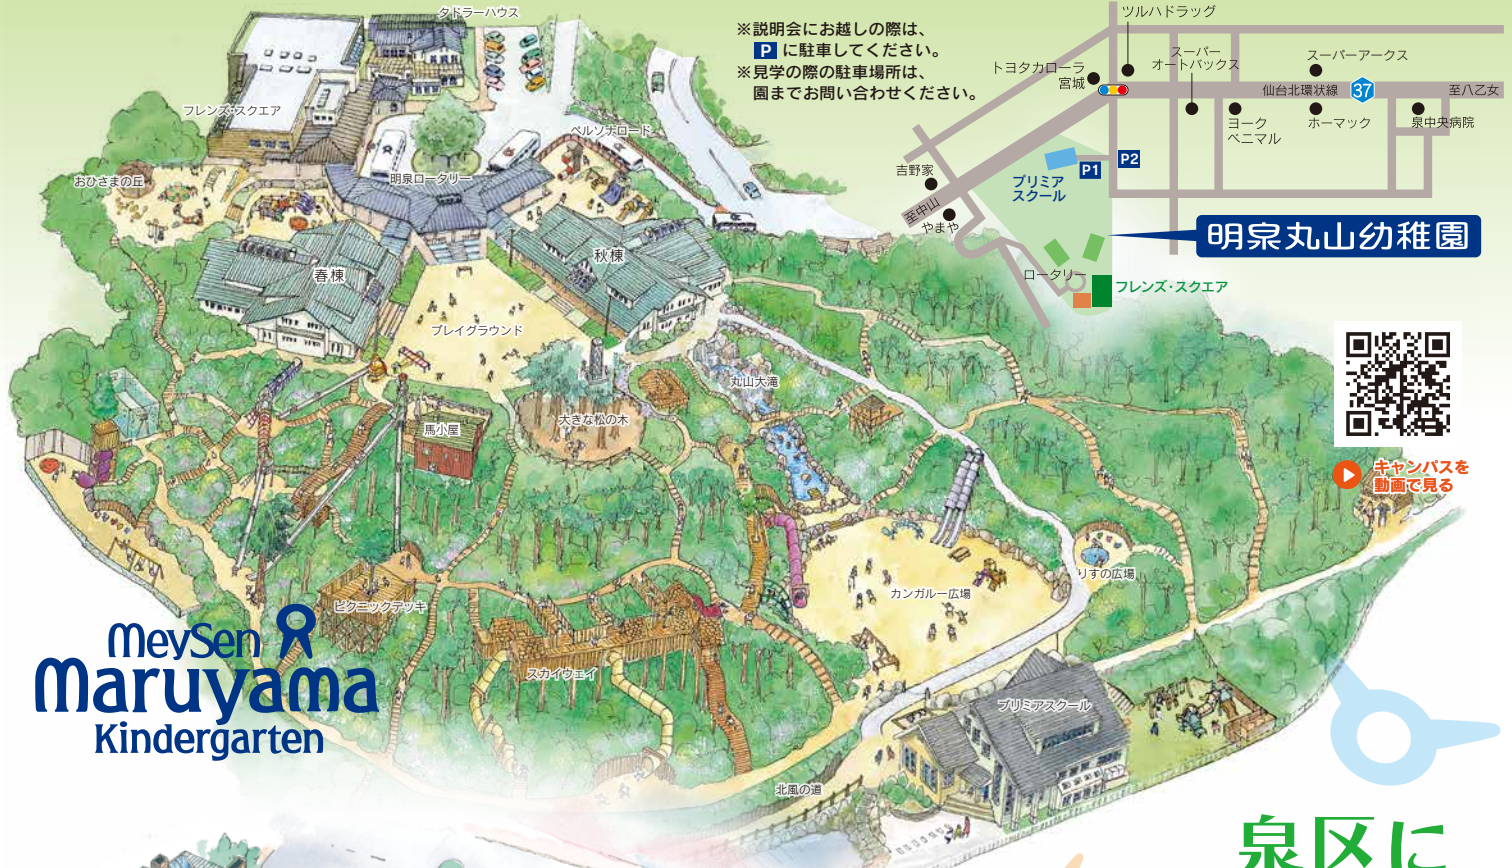 ※説明会にお越しの際は、
P に駐車してください。
※見学の際の駐車場所は、
園までお問い合わせください。
ツルハドラッグ
トヨタカローラ
宮城
スーパー
オートバックス
スーパーアークス
仙台北環状線
37
至八乙女
ヨーク
ベニマル
ホーマック
泉中央病院
吉野家
至中山
やまや
プリミア
スクール
P1
P2
明泉丸山幼稚園
ロータリー
フレンズ・スクエア
キャンパスを
動画で見る
タドラーハウス
フレンズ・スクエア
ペルソナロード
おひさまの丘
明泉ロータリー
春棟
秋棟
プレイグラウンド
丸山大滝
大きな松の木
馬小屋
りすの広場
カンガルー広場
ピクニックデッキ
スカイウェイ
プリミアスクール
北風の道
MeySen
Maruyama
Kindergarten
泉区に